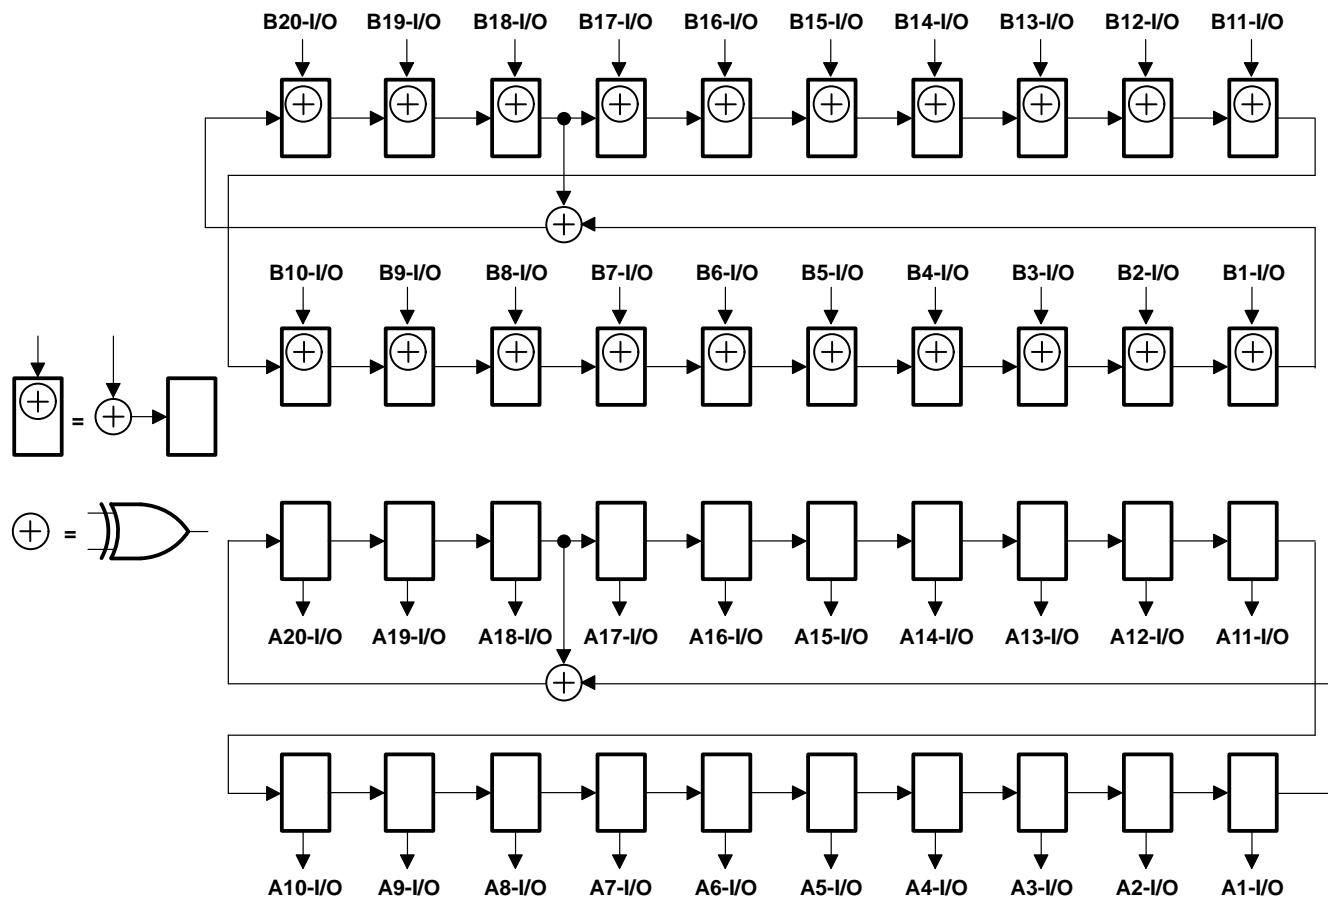 B20-I/O B19-I/O B18-I/O B17-I/O B16-I/O B15-I/O B14-I/O B13-I/O B12-I/O B11-I/O
B10-I/O B9-I/O B8-I/O B7-I/O B6-I/O B5-I/O B4-I/O B3-I/O B2-I/O B1-I/O
=
=
A20-I/O A19-I/O A18-I/O A17-I/O A16-I/O A15-I/O A14-I/O A13-I/O A12-I/O A11-I/O
A10-I/O A9-I/O A8-I/O A7-I/O A6-I/O A5-I/O A4-I/O A3-I/O A2-I/O A1-I/O